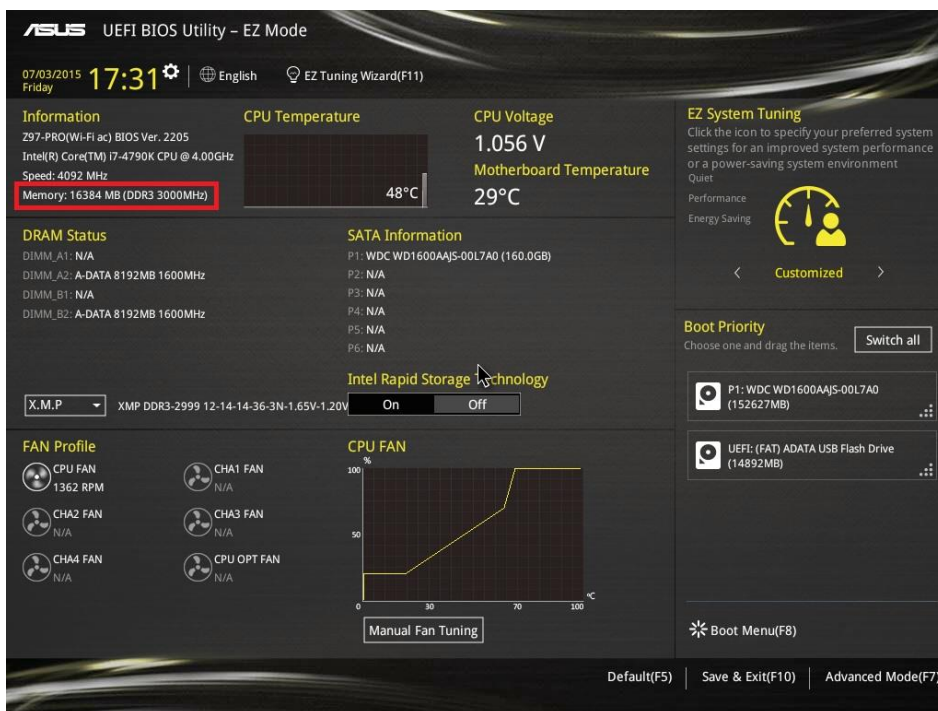 ASUS UEFI BIOS Utility – EZ Mode
07/03/2015
Friday
17:31
English
EZ Tuning Wizard(F11)
Information
Z97-PRO(Wi-Fi ac) BIOS Ver. 2205
Intel(R) Core(TM) i7-4790K CPU @ 4.00GHz
Speed: 4092 MHz
Memory: 16384 MB (DDR3 3000MHz)
CPU Temperature
48°C
CPU Voltage
1.056 V
Motherboard Temperature
29°C
EZ System Tuning
Click the icon to specify your preferred system
settings for an improved system performance
or a power-saving system environment
Quiet
Performance
Energy Saving
Customized
DRAM Status
DIMM_A1: N/A
DIMM_A2: A-DATA 8192MB 1600MHz
DIMM_B1: N/A
DIMM_B2: A-DATA 8192MB 1600MHz
X.M.P
XMP DDR3-2999 12-14-14-36-3N-1.65V-1.20V
SATA Information
P1: WDC WD1600AAJS-00L7A0 (160.0GB)
P2: N/A
P3: N/A
P4: N/A
P5: N/A
P6: N/A
Intel Rapid Storage Technology
On
Off
Boot Priority
Choose one and drag the items.
Switch all
P1: WDC WD1600AAJS-00L7A0
(152627MB)
UEFI: (FAT) ADATA USB Flash Drive
(14892MB)
FAN Profile
CPU FAN
1362 RPM
CHA1 FAN
N/A
CHA2 FAN
N/A
CHA3 FAN
N/A
CHA4 FAN
N/A
CPU OPT FAN
N/A
CPU FAN
%
100
50
0 30 70 100
°C
Manual Fan Tuning
Boot Menu(F8)
Default(F5)
Save & Exit(F10)
Advanced Mode(F7)